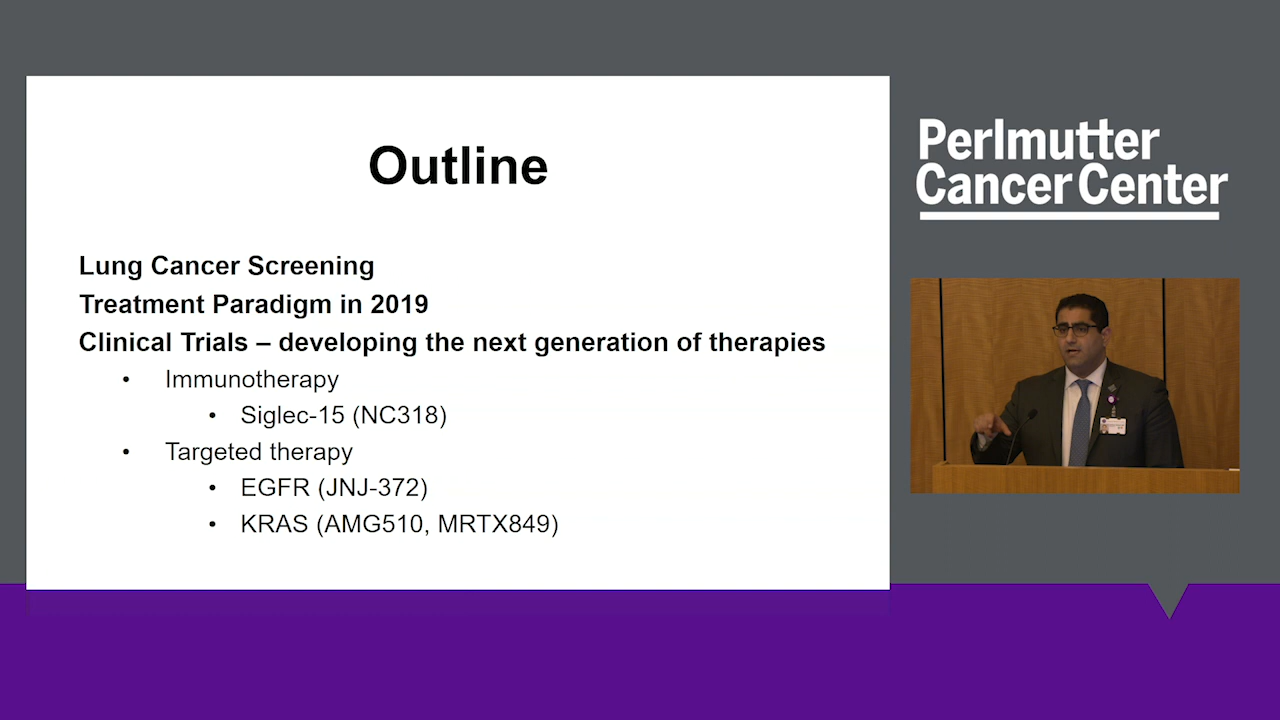 Outline
Lung Cancer Screening
Treatment Paradigm in 2019
Clinical Trials – developing the next generation of therapies
• Immunotherapy
• Siglec-15 (NC318)
• Targeted therapy
• EGFR (JNJ-372)
• KRAS (AMG510, MRTX849)
Perlmutter
Cancer Center